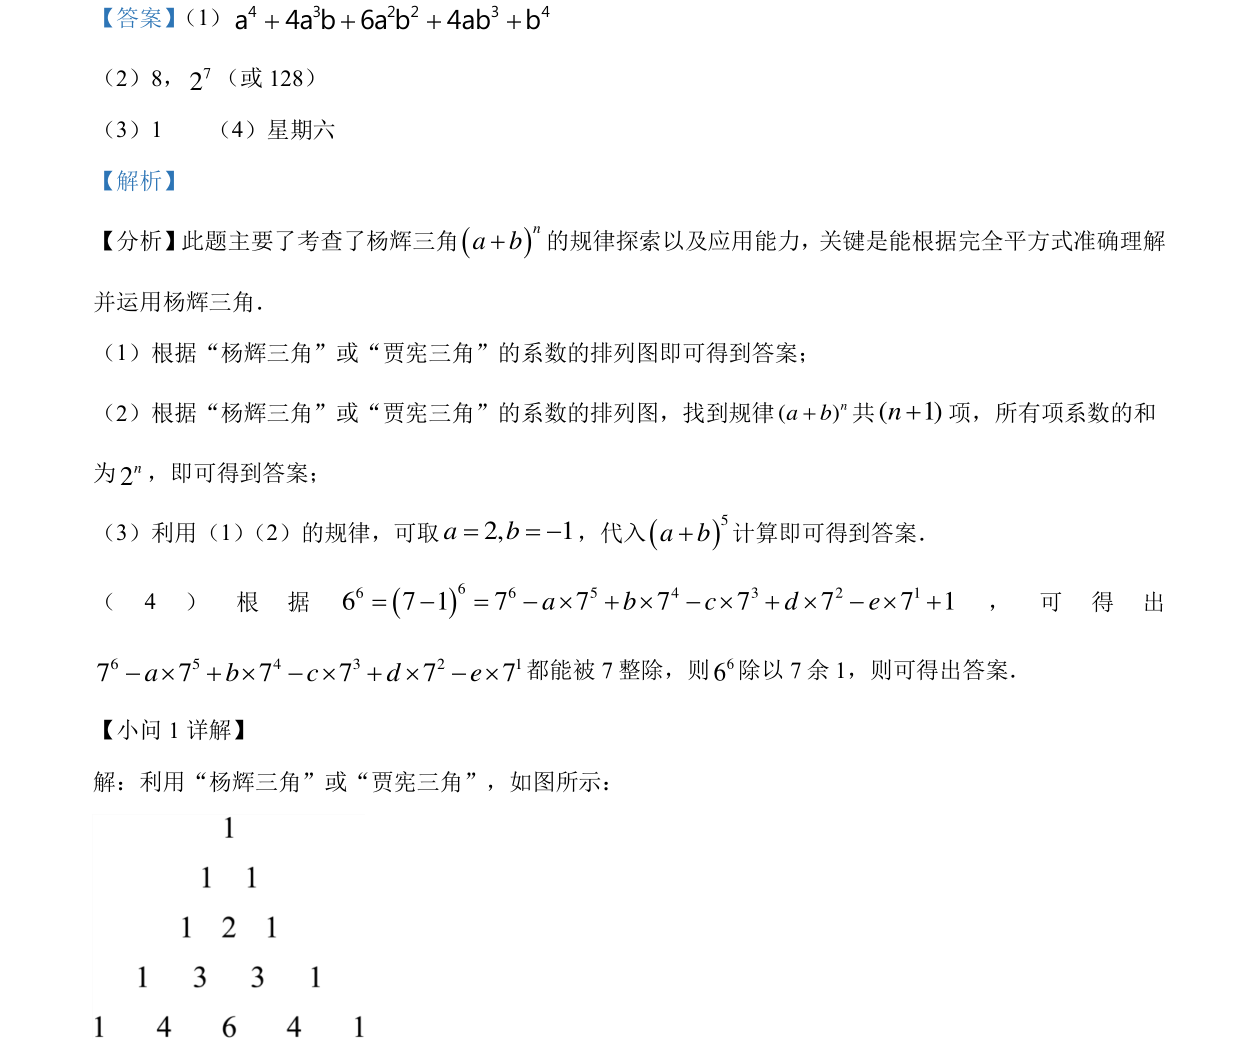 【答案】（1）a⁴ + 4a³b + 6a²b² + 4ab³ + b⁴
（2）8，2⁷（或 128）
（3）1 （4）星期六
【解析】
【分析】此题主要了考查了杨辉三角(a+b)ⁿ的规律探索以及应用能力，关键是能根据完全平方式准确理解
并运用杨辉三角．
（1）根据“杨辉三角”或“贾宪三角”的系数的排列图即可得到答案；
（2）根据“杨辉三角”或“贾宪三角”的系数的排列图，找到规律(a+b)ⁿ共(n+1)项，所有项系数的和
为2ⁿ，即可得到答案；
（3）利用（1）（2）的规律，可取a=2,b=−1，代入(a+b)⁵计算即可得到答案．
（4）根据6⁶=(7−1)⁶=7⁶−a×7⁵+b×7⁴−c×7³+d×7²−e×7¹+1，可得出
7⁶−a×7⁵+b×7⁴−c×7³+d×7²−e×7¹都能被 7 整除，则6⁶除以 7 余 1，则可得出答案．
【小问 1 详解】
解：利用“杨辉三角”或“贾宪三角”，如图所示：
1
1 1
1 2 1
1 3 3 1
1 4 6 4 1